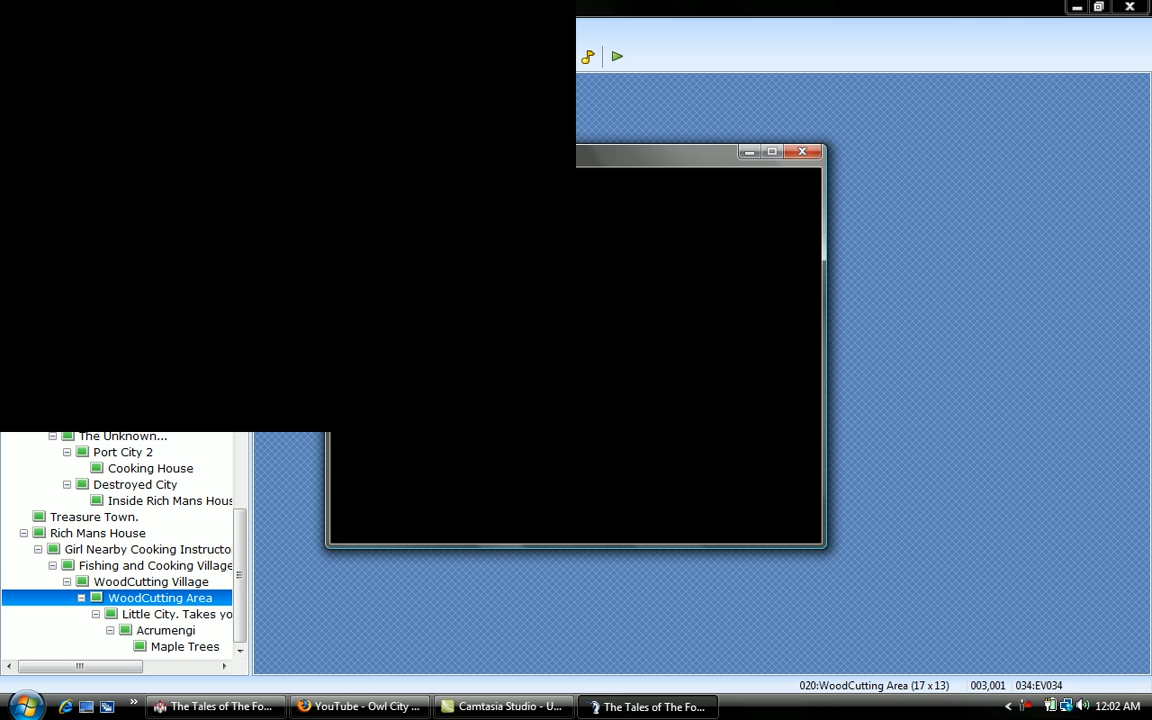 The Unknown...
Port City 2
Cooking House
Destroyed City
Inside Rich Mans Hous
Treasure Town.
Rich Mans House
Girl Nearby Cooking Instructo
Fishing and Cooking Village
WoodCutting Village
WoodCutting Area
Little City. Takes yo
Acrumengi
Maple Trees
020:WoodCutting Area (17 x 13) 003,001 034:EV034
The Tales of The Fo... YouTube - Owl City ... Camtasia Studio - U... The Tales of The Fo... 12:02 AM